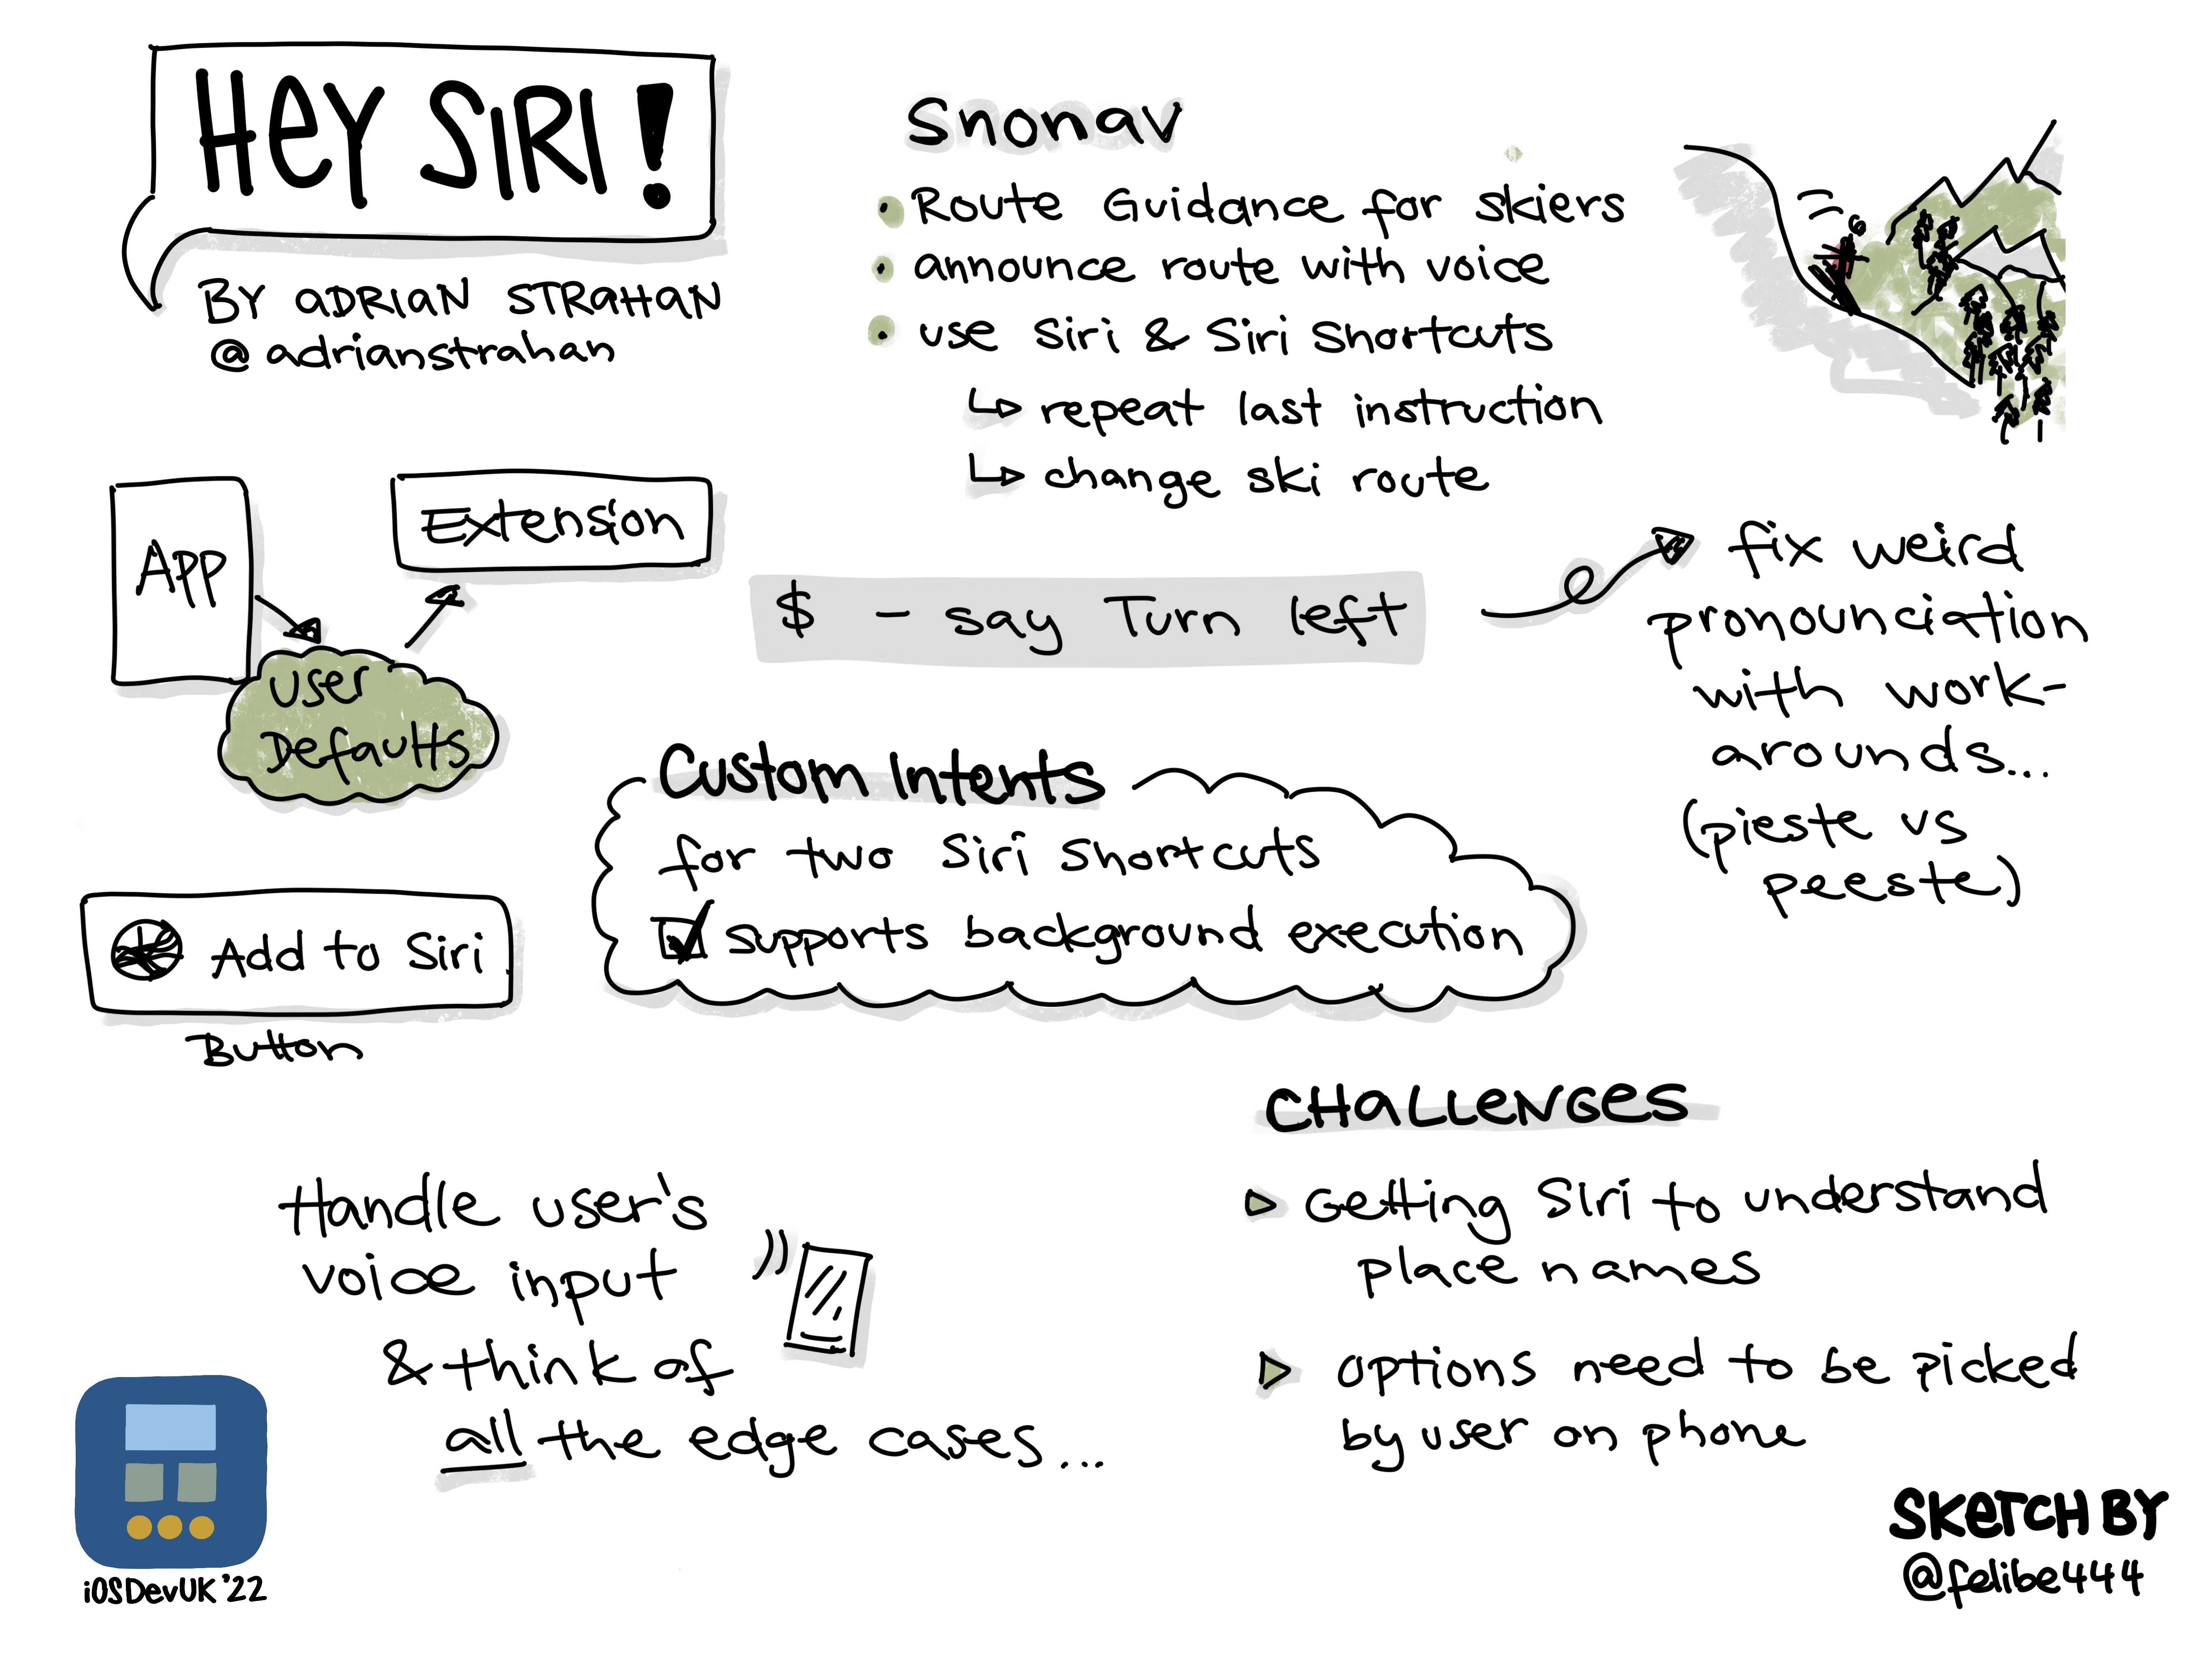 HEY SIRI!
BY ADRIAN STRAHAN
@adrianstrahan
Snonav
• Route Guidance for skiers
• announce route with voice
• use Siri & Siri Shortcuts
↳ repeat last instruction
↳ change ski route
App
Extension
User
Defaults
$ - say Turn left
fix weird
pronounciation
with work-
arounds...
(pieste vs
peeste)
Custom Intents
for two Siri Shortcuts
supports background execution
Add to Siri
Button
Handle user's
voice input
& think of
all the edge cases...
CHALLENGES
Getting Siri to understand
place names
options need to be picked
by user on phone
iOSDevUK '22
SKETCH BY
@felibe444